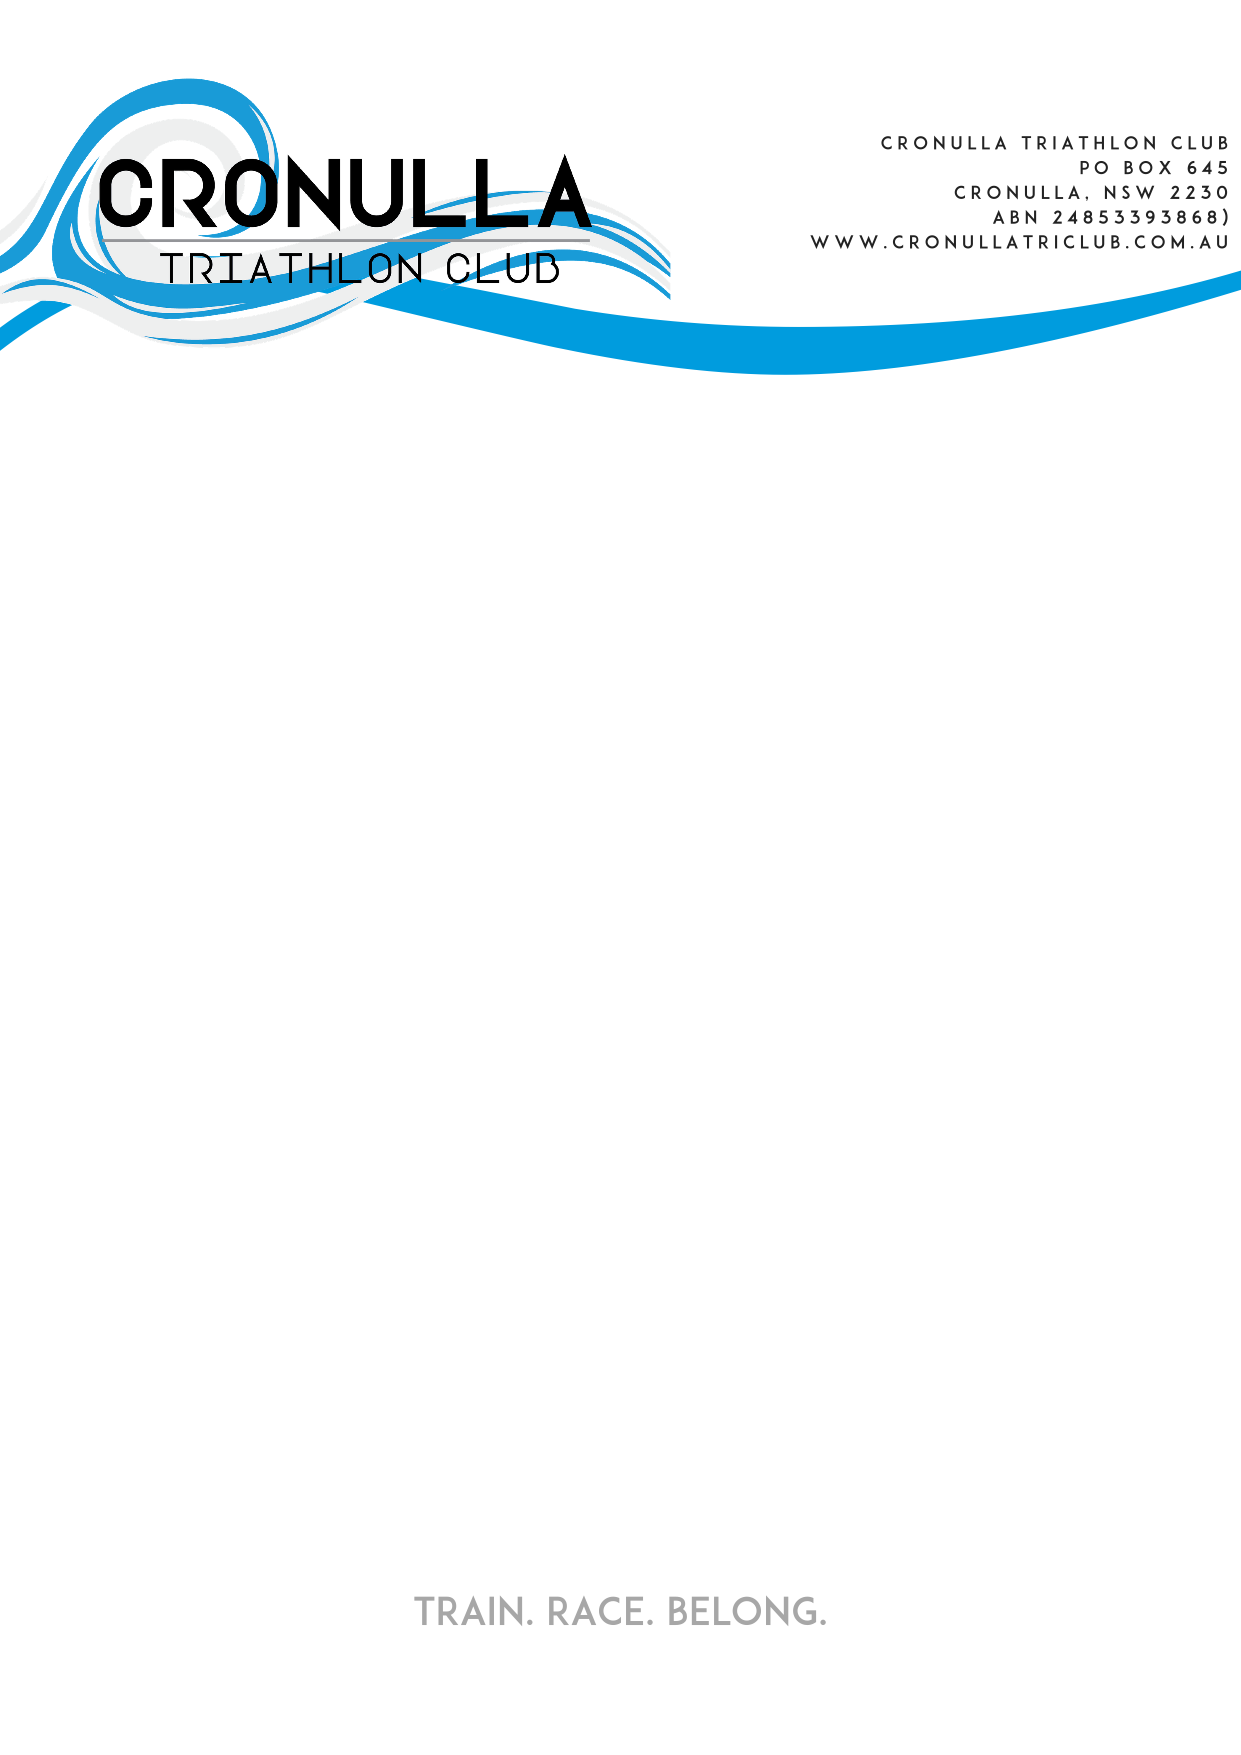 CRONULLA
TRIATHLON CLUB
CRONULLA TRIATHLON CLUB
PO BOX 645
CRONULLA, NSW 2230
ABN 24853393868)
WWW.CRONULLATRICLUB.COM.AU
TRAIN. RACE. BELONG.